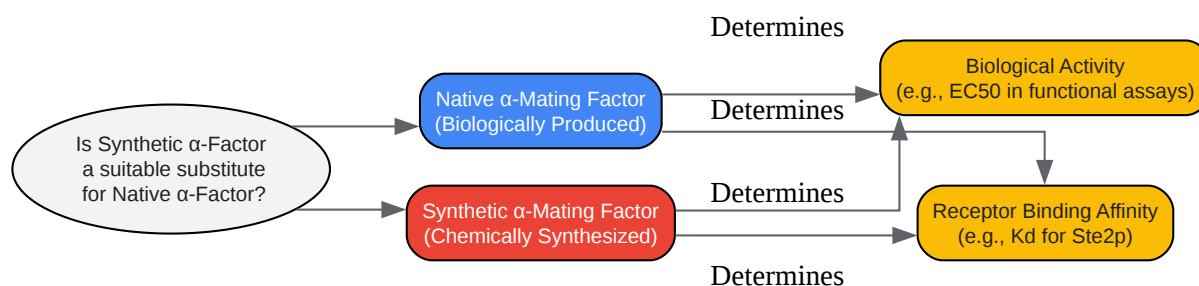 Is Synthetic α-Factor
a suitable substitute
for Native α-Factor?
Native α-Mating Factor
(Biologically Produced)
Synthetic α-Mating Factor
(Chemically Synthesized)
Determines
Determines
Determines
Determines
Biological Activity
(e.g., EC50 in functional assays)
Receptor Binding Affinity
(e.g., Kd for Ste2p)